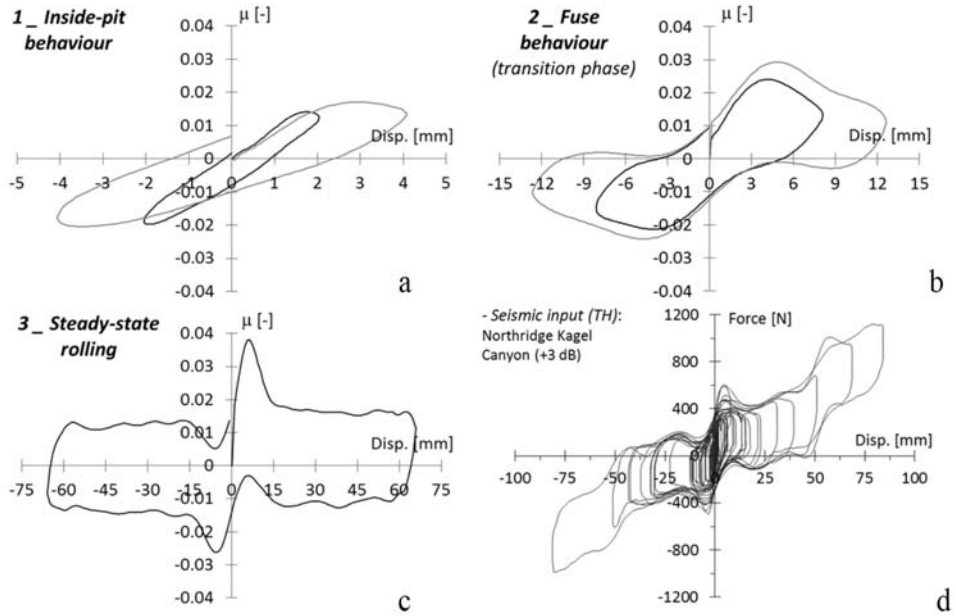 1 _ Inside-pit
behaviour
μ [-]
0.04
0.03
0.02
0.01
0
-0.01
-0.02
-0.03
-0.04
Disp. [mm]
-5 -4 -3 -2 -1 0 1 2 3 4 5
a
2 _ Fuse
behaviour
(transition phase)
μ [-]
0.04
0.03
0.02
0.01
0
-0.01
-0.02
-0.03
-0.04
Disp. [mm]
-15 -12 -9 -6 -3 0 3 6 9 12 15
b
3 _ Steady-state
rolling
μ [-]
0.04
0.03
0.02
0.01
0
-0.01
-0.02
-0.03
-0.04
Disp. [mm]
-75 -60 -45 -30 -15 0 15 30 45 60 75
c
- Seismic input (TH):
Northridge Kagel
Canyon (+3 dB)
Force [N]
1200
800
400
0
-400
-800
-1200
Disp. [mm]
-100 -75 -50 -25 0 25 50 75 100
d